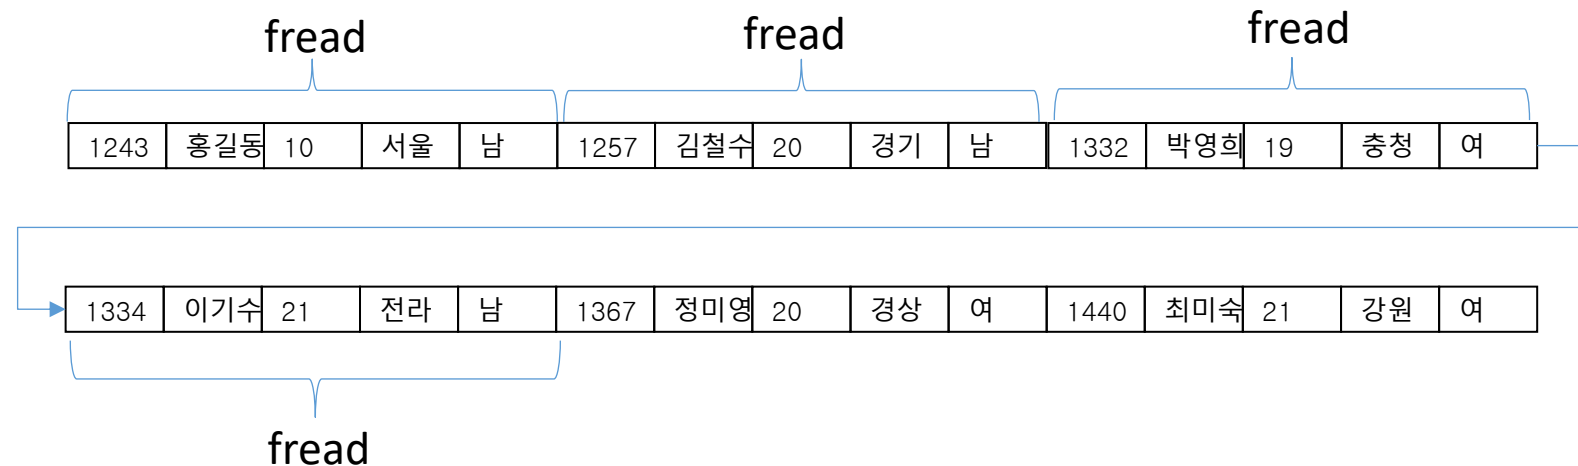 fread fread fread
1243 홍길동 10 서울 남 1257 김철수 20 경기 남 1332 박영희 19 충청 여
1334 이기수 21 전라 남 1367 정미영 20 경상 여 1440 최미숙 21 강원 여
fread